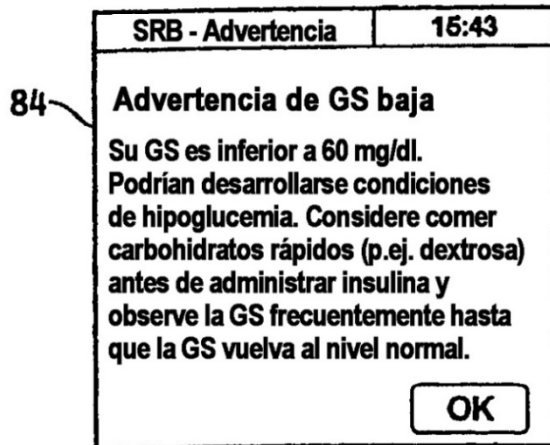 SRB - Advertencia 15:43
84
Advertencia de GS baja
Su GS es inferior a 60 mg/dl.
Podrían desarrollarse condiciones
de hipoglucemia. Considere comer
carbohidratos rápidos (p.ej. dextrosa)
antes de administrar insulina y
observe la GS frecuentemente hasta
que la GS vuelva al nivel normal.
OK